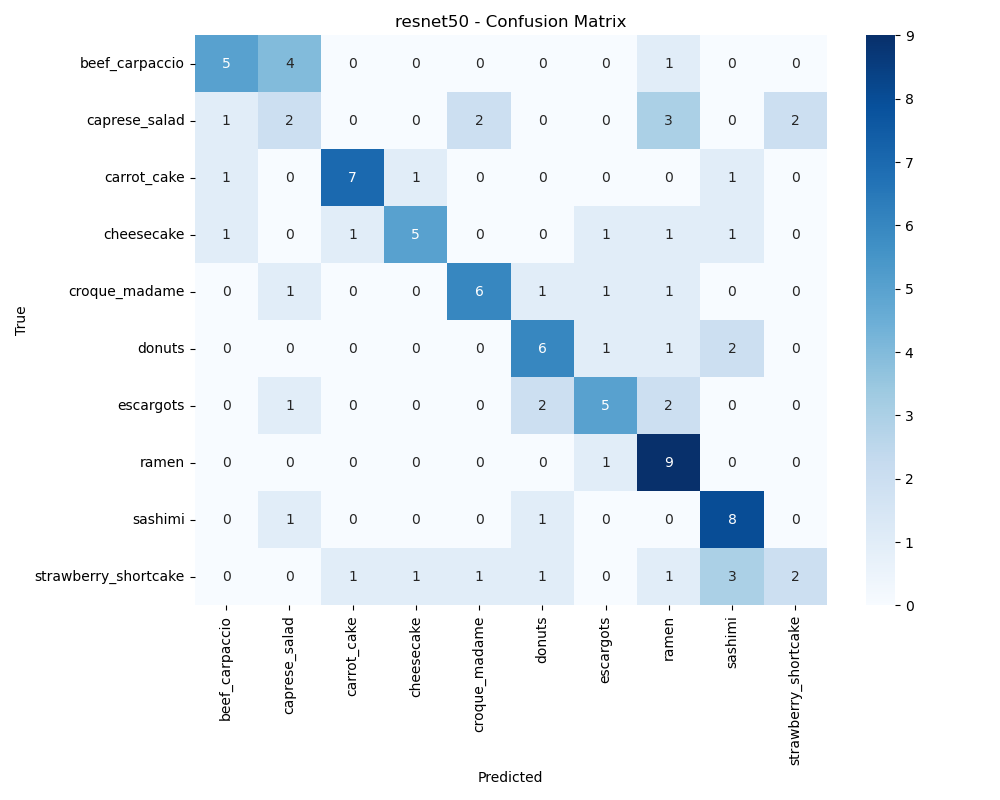 resnet50 - Confusion Matrix
beef_carpaccio 5 4 0 0 0 0 0 1 0 0
caprese_salad 1 2 0 0 2 0 0 3 0 2
carrot_cake 1 0 7 1 0 0 0 0 1 0
cheesecake 1 0 1 5 0 0 1 1 1 0
croque_madame 0 1 0 0 6 1 1 1 0 0
donuts 0 0 0 0 0 6 1 1 2 0
escargots 0 1 0 0 0 2 5 2 0 0
ramen 0 0 0 0 0 0 1 9 0 0
sashimi 0 1 0 0 0 1 0 0 8 0
strawberry_shortcake 0 0 1 1 1 1 0 1 3 2
True
beef_carpaccio
caprese_salad
carrot_cake
cheesecake
croque_madame
donuts
escargots
ramen
sashimi
strawberry_shortcake
Predicted
9
8
7
6
5
4
3
2
1
0